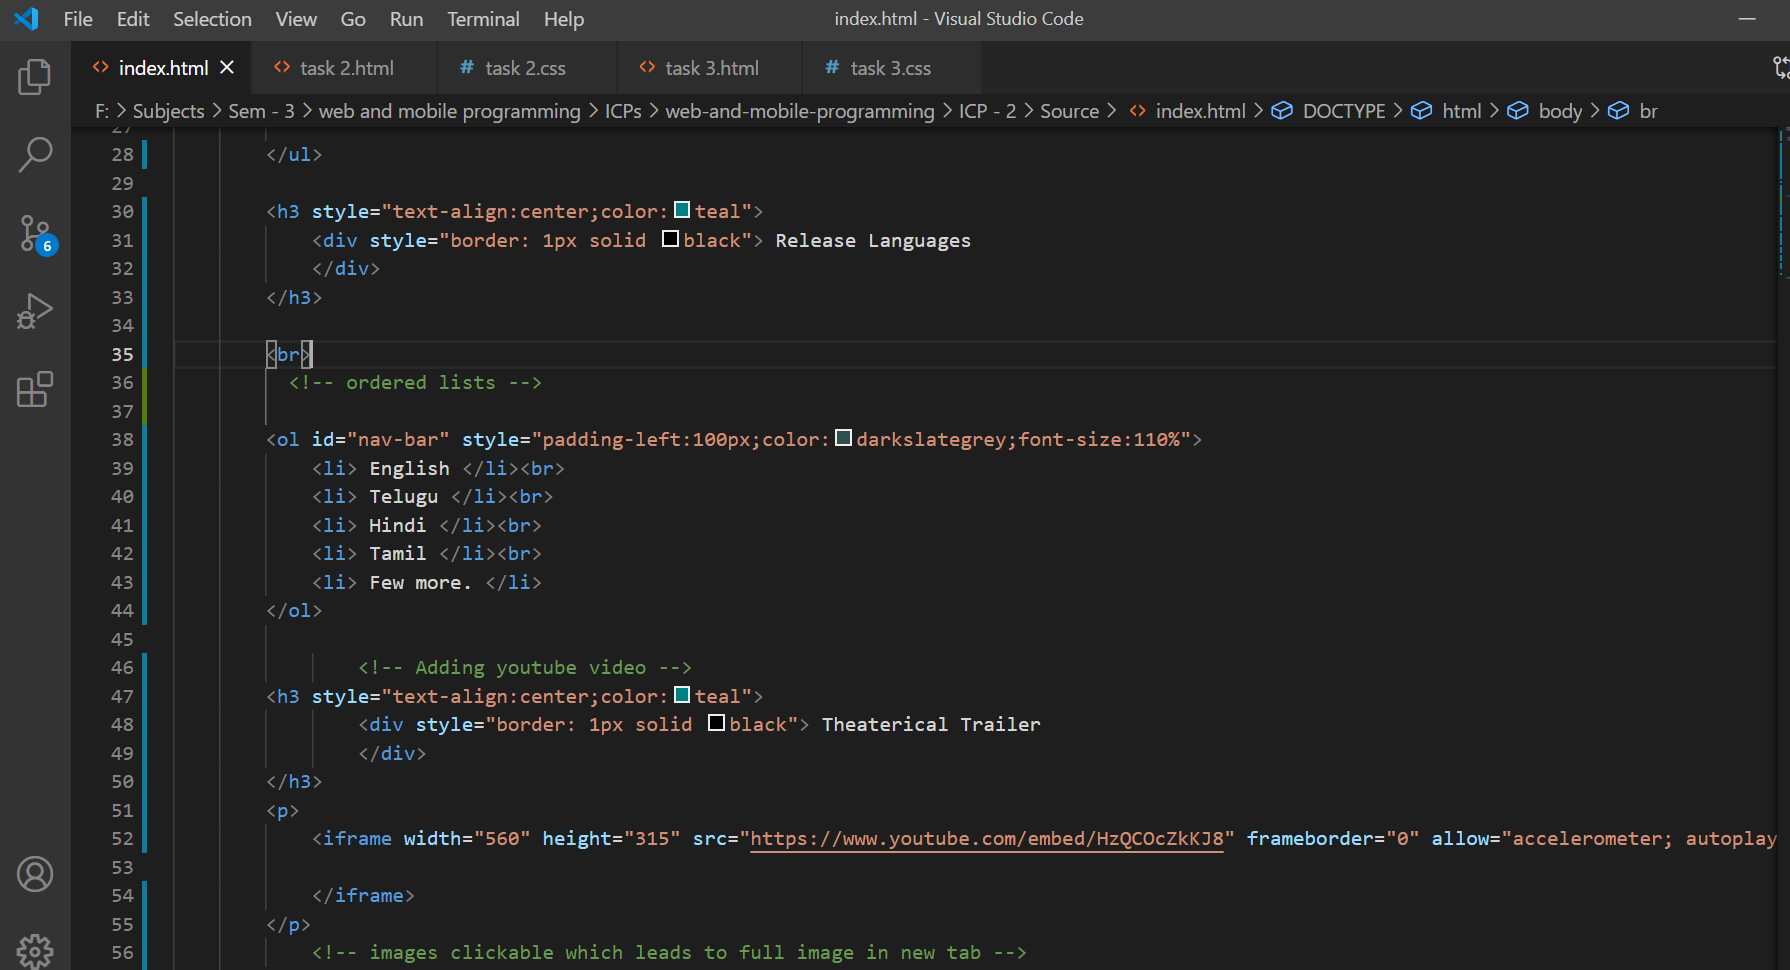 File Edit Selection View Go Run Terminal Help index.html - Visual Studio Code
index.html task 2.html # task 2.css task 3.html # task 3.css
F: > Subjects > Sem - 3 > web and mobile programming > ICPs > web-and-mobile-programming > ICP - 2 > Source > index.html > DOCTYPE > html > body > br
27
28 </ul>
29
30 <h3 style="text-align:center;color:teal">
31 <div style="border: 1px solid black"> Release Languages
32 </div>
33 </h3>
34
35 <br>
36 <!-- ordered lists -->
37
38 <ol id="nav-bar" style="padding-left:100px;color:darkslategrey;font-size:110%">
39 <li> English </li><br>
40 <li> Telugu </li><br>
41 <li> Hindi </li><br>
42 <li> Tamil </li><br>
43 <li> Few more. </li>
44 </ol>
45
46 <!-- Adding youtube video -->
47 <h3 style="text-align:center;color:teal">
48 <div style="border: 1px solid black"> Theaterical Trailer
49 </div>
50 </h3>
51 <p>
52 <iframe width="560" height="315" src="https://www.youtube.com/embed/HzQCOcZkKJ8" frameborder="0" allow="accelerometer; autoplay
53
54 </iframe>
55 </p>
56 <!-- images clickable which leads to full image in new tab -->
6